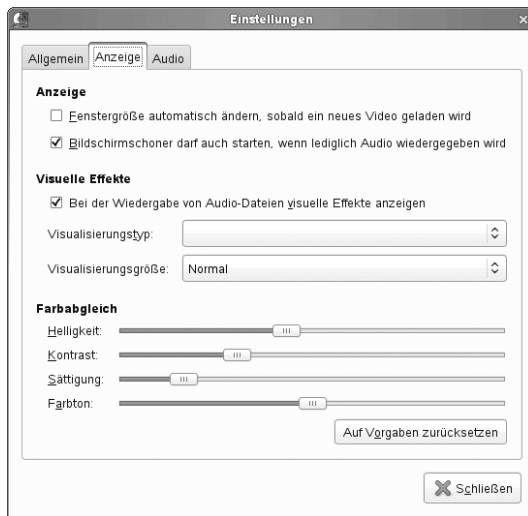 Einstellungen
Allgemein Anzeige Audio
Anzeige
Fenstergröße automatisch ändern, sobald ein neues Video geladen wird
Bildschirmschoner darf auch starten, wenn lediglich Audio wiedergegeben wird
Visuelle Effekte
Bei der Wiedergabe von Audio-Dateien visuelle Effekte anzeigen
Visualisierungstyp:
Visualisierungsgröße: Normal
Farbabgleich
Helligkeit:
Kontrast:
Sättigung:
Farbton:
Auf Vorgaben zurücksetzen
Schließen